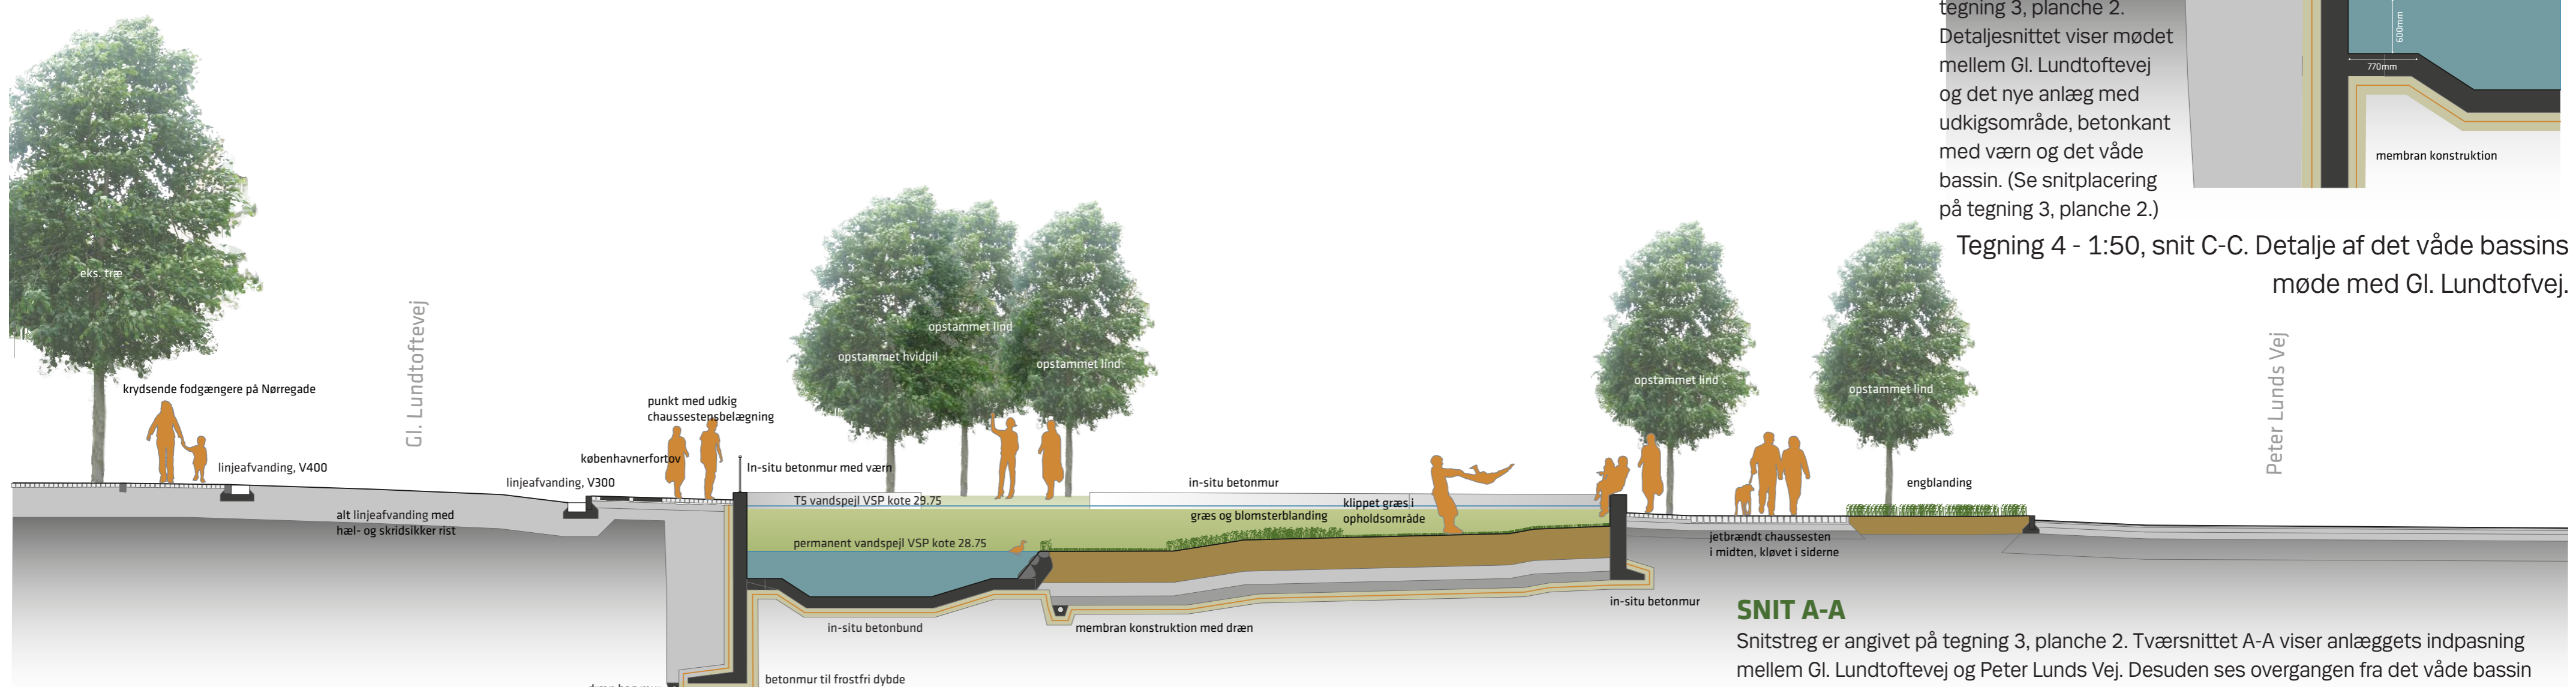 tegning 3, planche 2.
Detaljesnittet viser mødet
mellem Gl. Lundtoftevej
og det nye anlæg med
udkigsområde, betonkant
med værn og det våde
bassin. (Se snitplacering
på tegning 3, planche 2.)
600mm
770mm
membran konstruktion
Tegning 4 - 1:50, snit C-C. Detalje af det våde bassins
møde med Gl. Lundtofvej.
eks. træ
Gl. Lundtoftevej
krydsende fodgængere på Nørregade
linjeafvanding, V400
alt linjeafvanding med
hæl- og skridsikker rist
linjeafvanding, V300
københavnerfortov
punkt med udkig
chaussestensbelægning
In-situ betonmur med værn
opstammet hvidpil
opstammet lind
opstammet lind
T5 vandspejl VSP kote 29.75
permanent vandspejl VSP kote 28.75
in-situ betonmur
græs og blomsterblanding
klippet græs i
opholdsområde
in-situ betonbund
membran konstruktion med dræn
betonmur til frostfri dybde
in-situ betonmur
opstammet lind
opstammet lind
engblanding
jetbrændt chaussesten
i midten, kløvet i siderne
Peter Lunds Vej
SNIT A-A
Snitstreg er angivet på tegning 3, planche 2. Tværsnittet A-A viser anlæggets indpasning
mellem Gl. Lundtoftevej og Peter Lunds Vej. Desuden ses overgangen fra det våde bassin